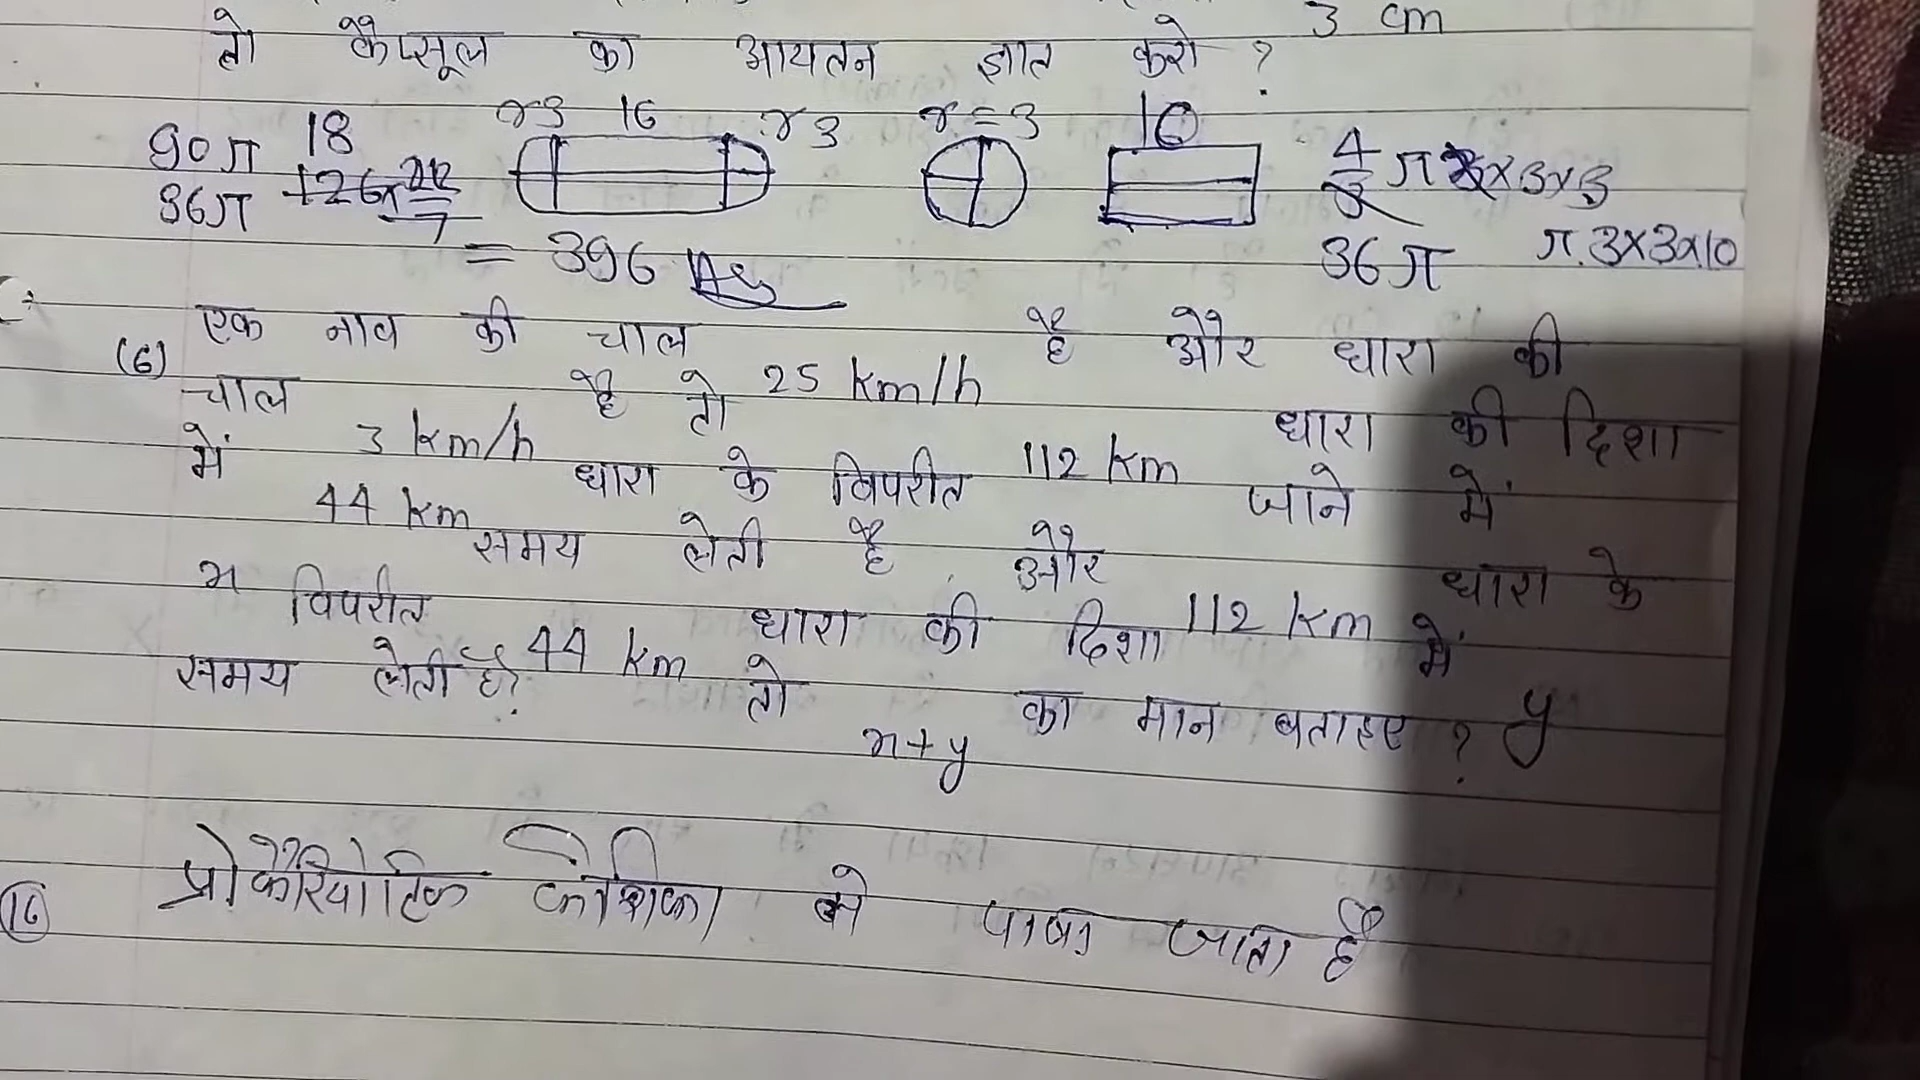 3 cm
तो कैप्सूल का आयतन ज्ञात करो ?
r3 16 r3 r=3 10
90π 18
36π 126×22/7
4/3 π 3×3×3
= 396 Ans
36π π.3×3×10
(6) एक नाव की चाल 25 km/h है और धारा की
चाल 3 km/h है तो 112 km धारा की दिशा
में 44 km धारा के विपरीत जाने में
x समय लेती है और 112 km धारा के
विपरीत 44 km धारा की दिशा में y
समय लेती है? तो x+y का मान बताइए ?
(16) प्रोकैरियोटिक कोशिका में पाया जाता है